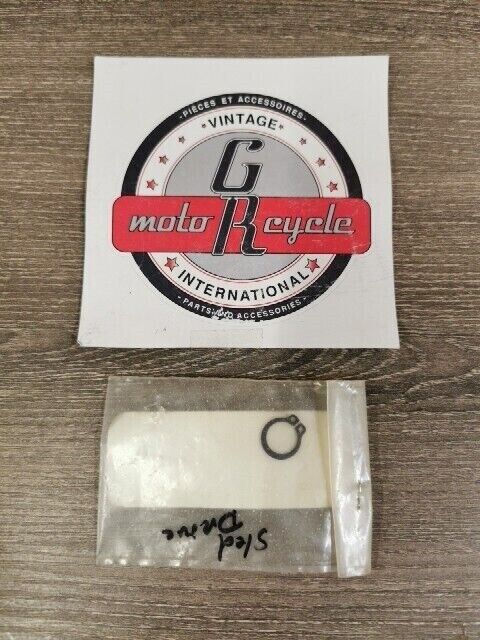 - PIÈCES ET ACCESSOIRES -
VINTAGE
G
moto R cycle
INTERNATIONAL
- PARTS AND ACCESSORIES -
Sled
Drive